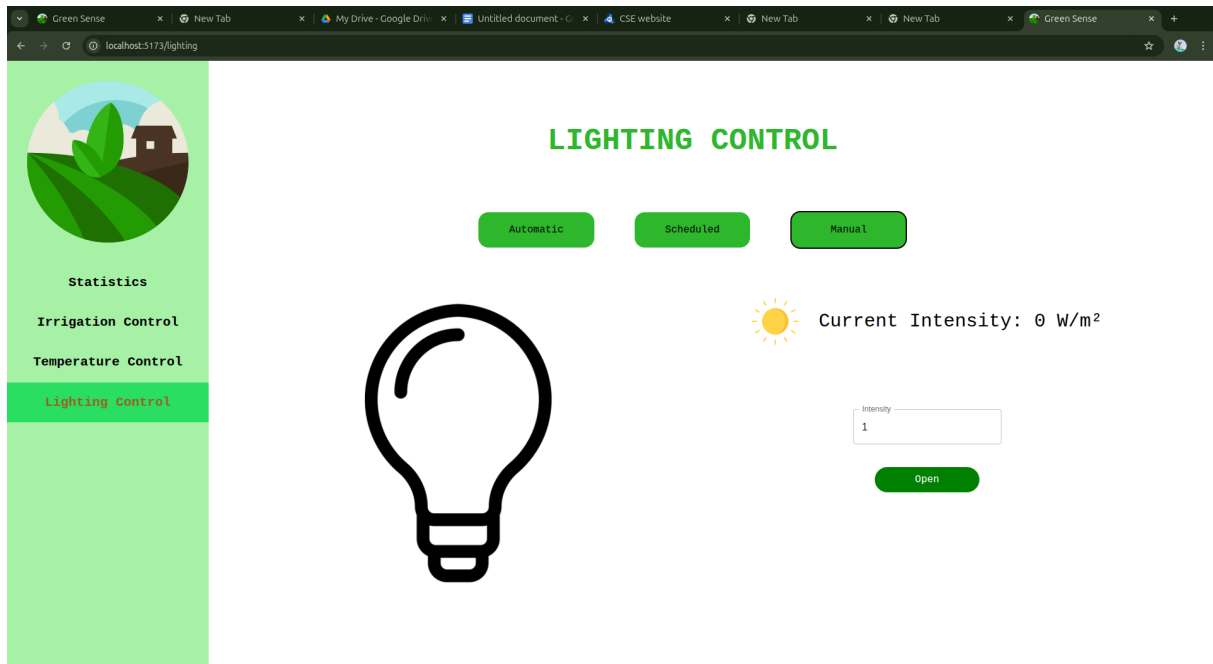 Green Sense
New Tab
My Drive - Google Driv
Untitled document - G
CSE website
New Tab
New Tab
Green Sense
localhost:5173/lighting
LIGHTING CONTROL
Automatic
Scheduled
Manual
Statistics
Irrigation Control
Temperature Control
Lighting Control
Current Intensity: 0 W/m²
Intensity
1
Open